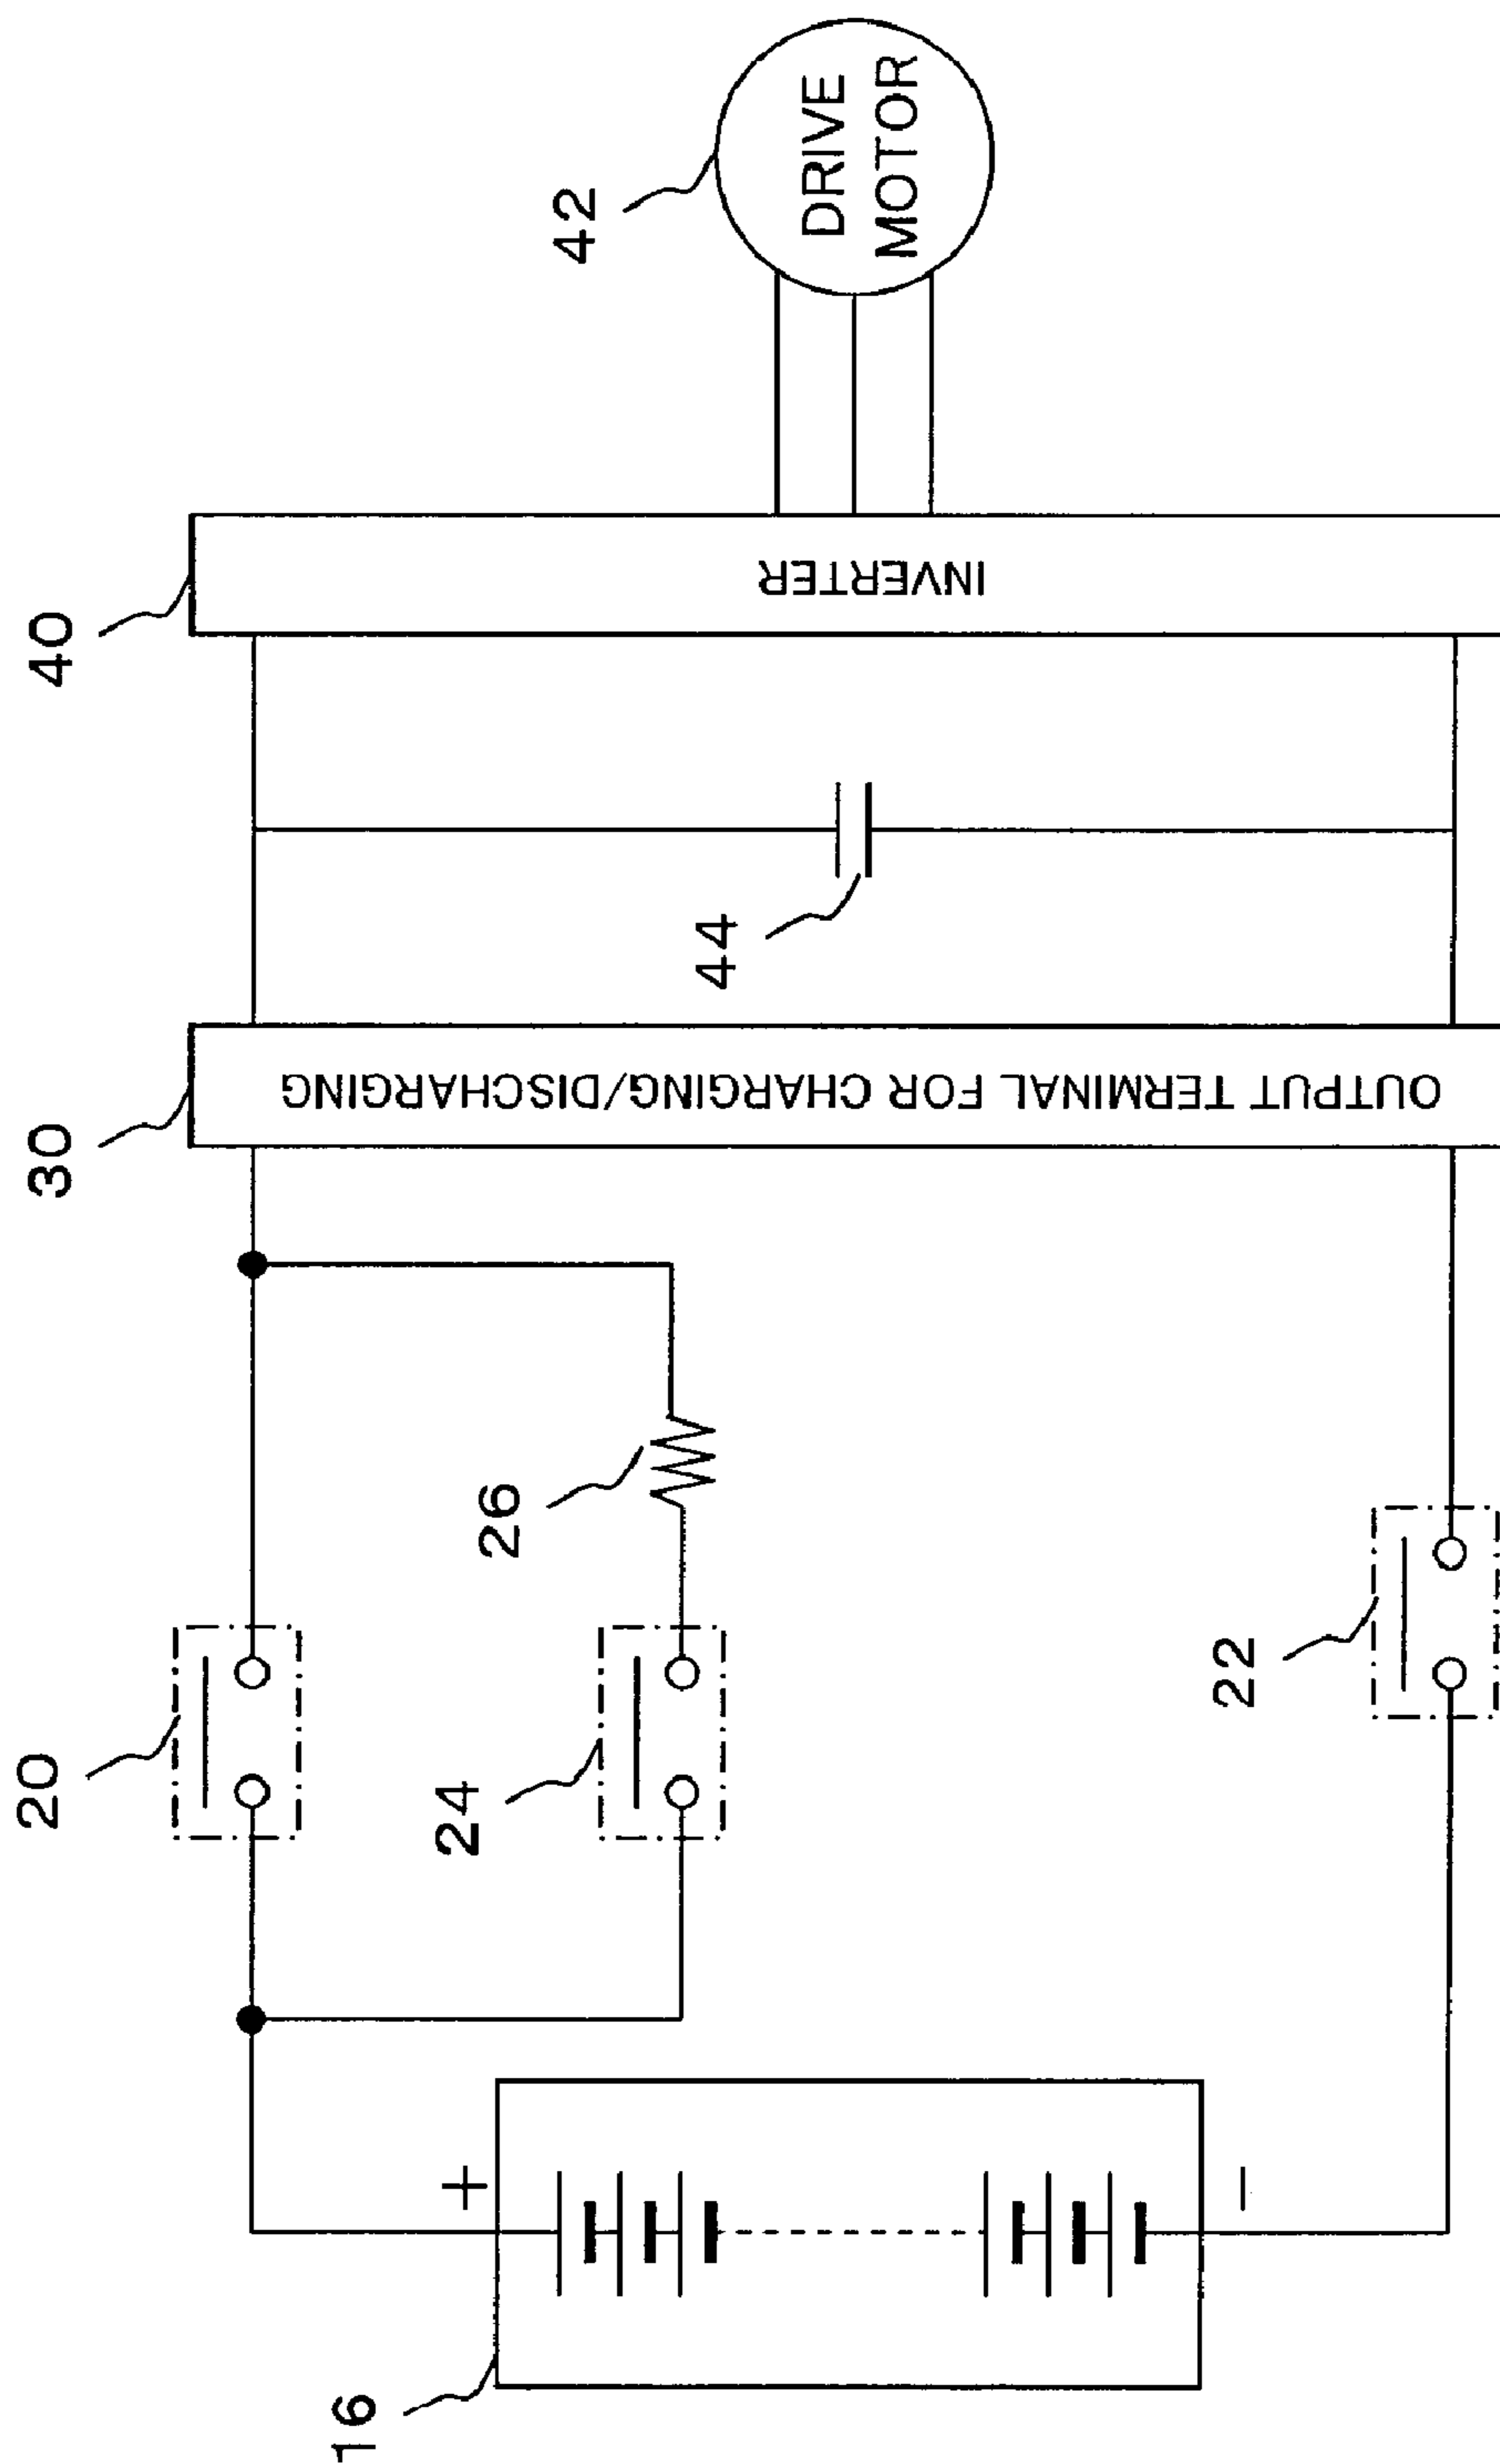 16
+
−
20
24
26
22
30
OUTPUT TERMINAL FOR CHARGING/DISCHARGING
44
40
INVERTER
42
DRIVE
MOTOR